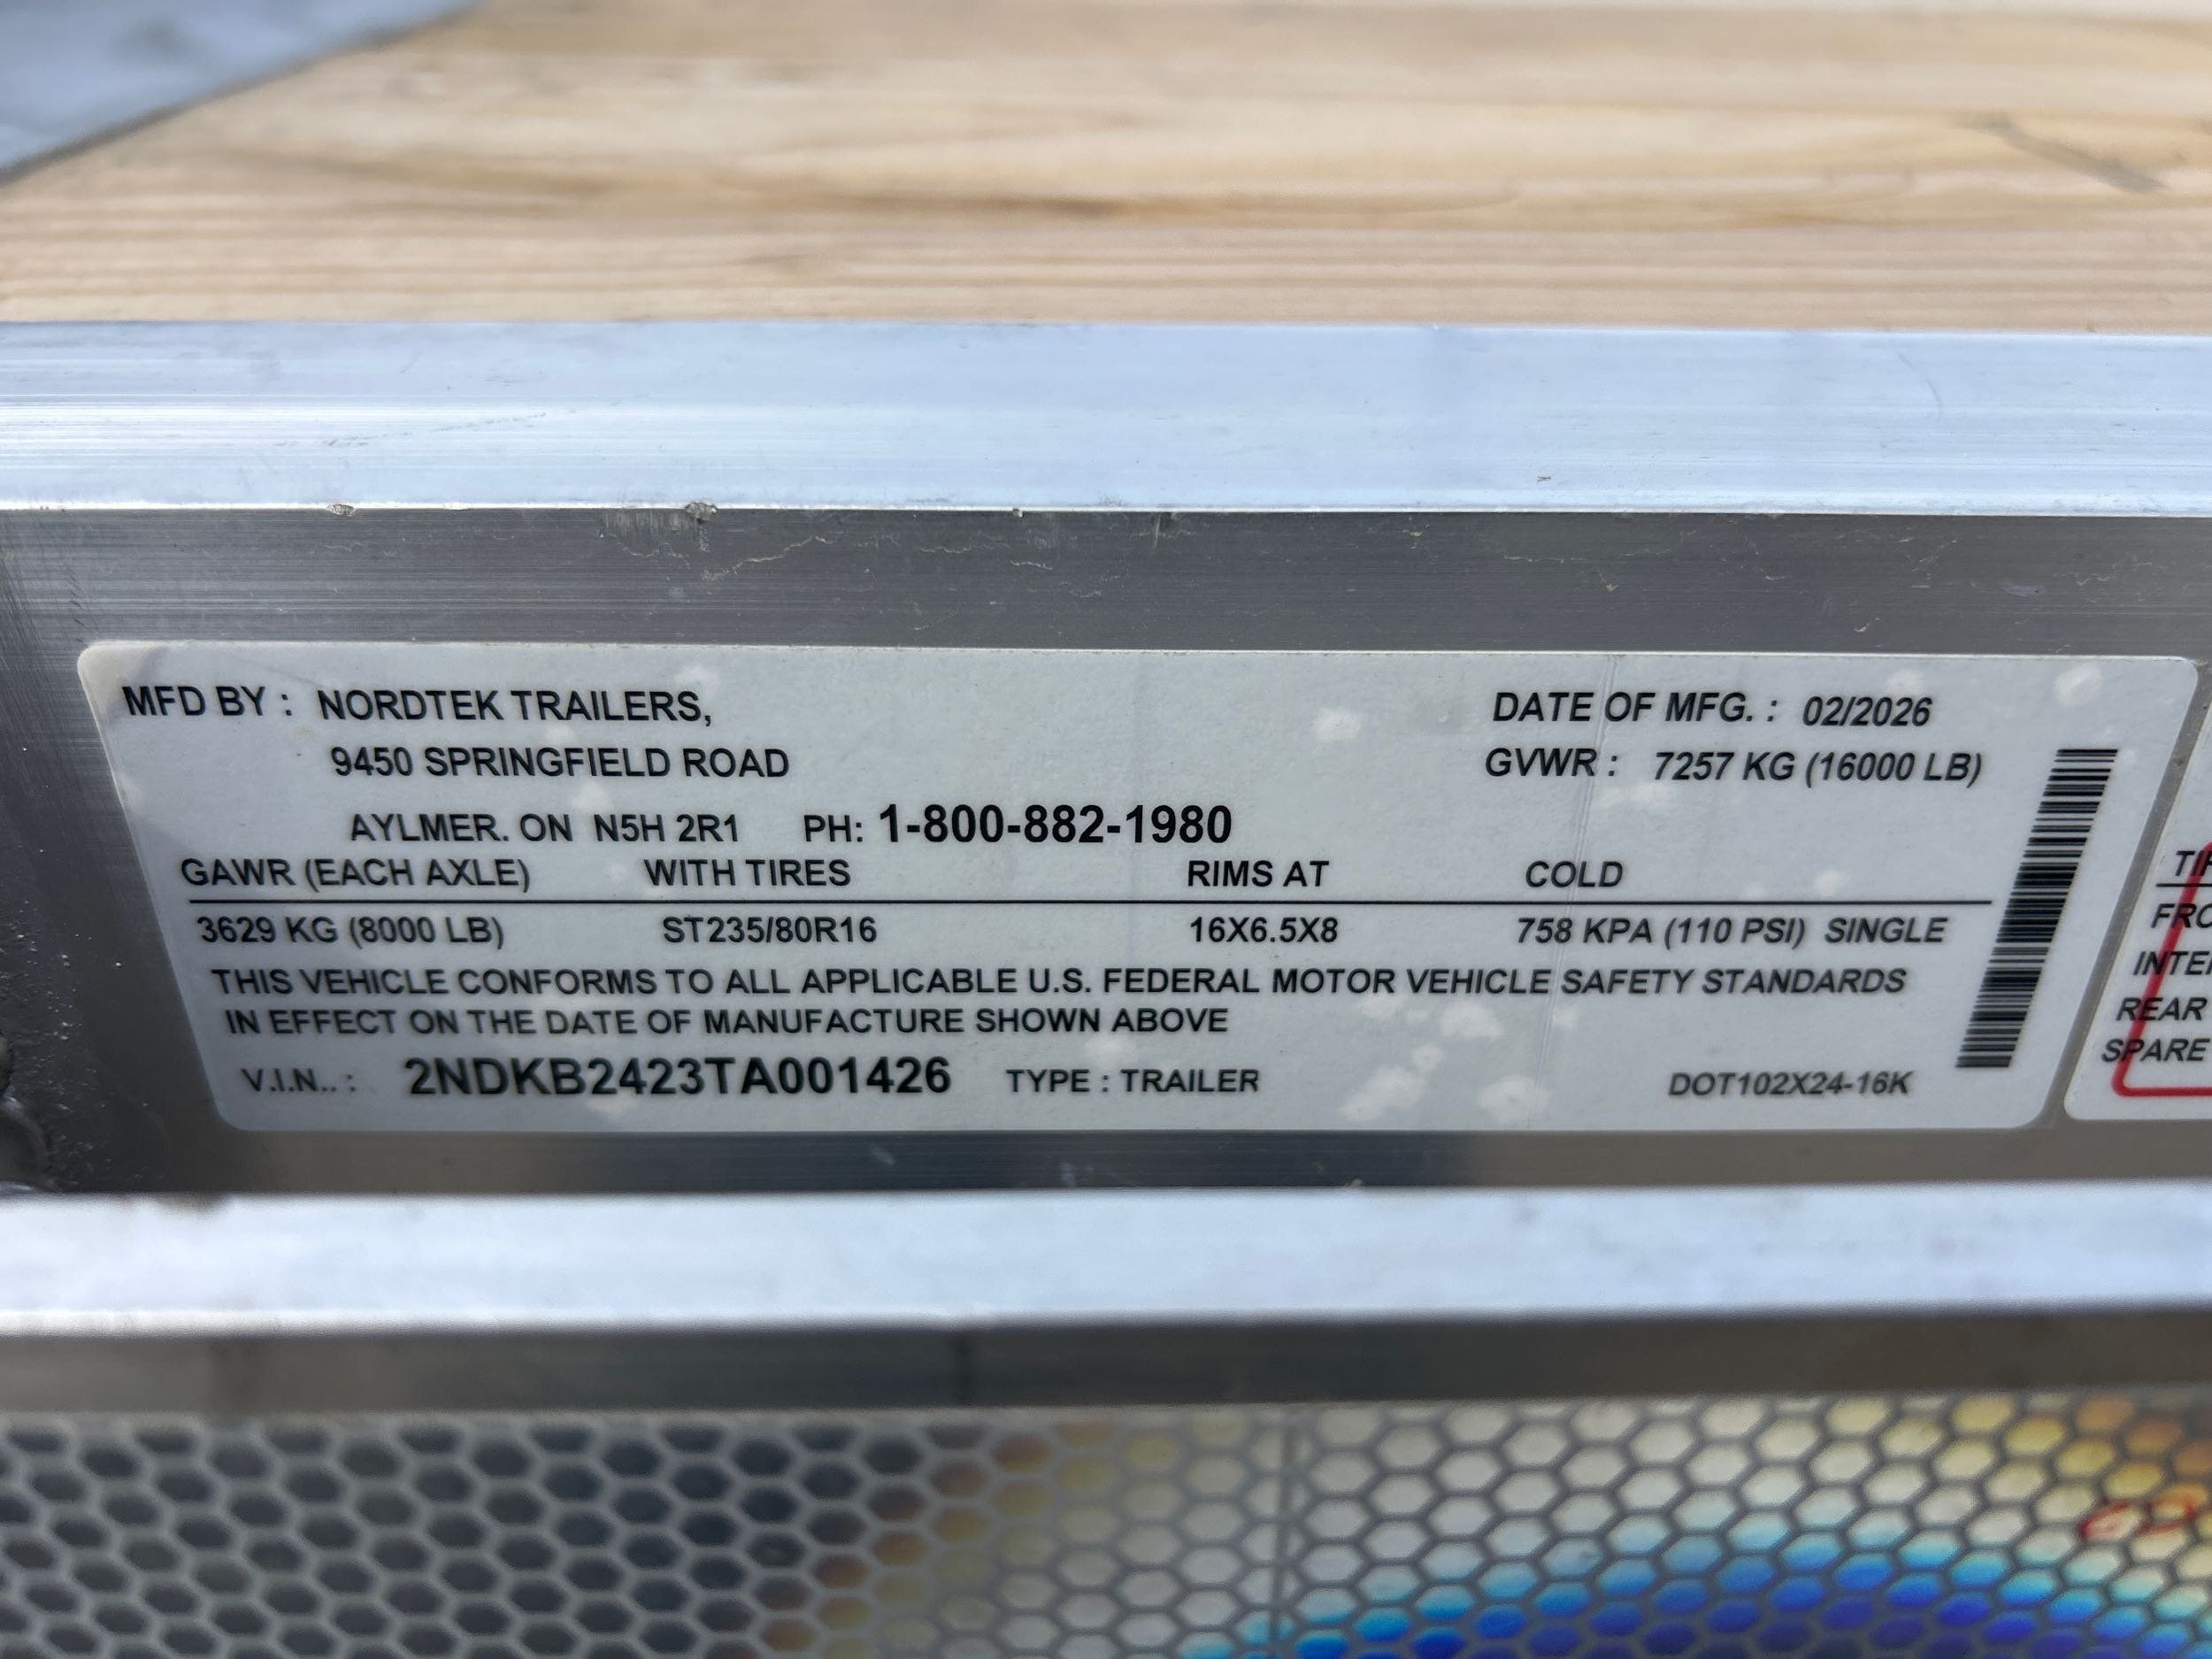 MFD BY : NORDTEK TRAILERS,
9450 SPRINGFIELD ROAD
AYLMER. ON N5H 2R1 PH: 1-800-882-1980
DATE OF MFG. : 02/2026
GVWR : 7257 KG (16000 LB)
GAWR (EACH AXLE) WITH TIRES RIMS AT COLD
3629 KG (8000 LB) ST235/80R16 16X6.5X8 758 KPA (110 PSI) SINGLE
THIS VEHICLE CONFORMS TO ALL APPLICABLE U.S. FEDERAL MOTOR VEHICLE SAFETY STANDARDS
IN EFFECT ON THE DATE OF MANUFACTURE SHOWN ABOVE
V.I.N.. : 2NDKB2423TA001426 TYPE : TRAILER DOT102X24-16K
REAR
SPARE